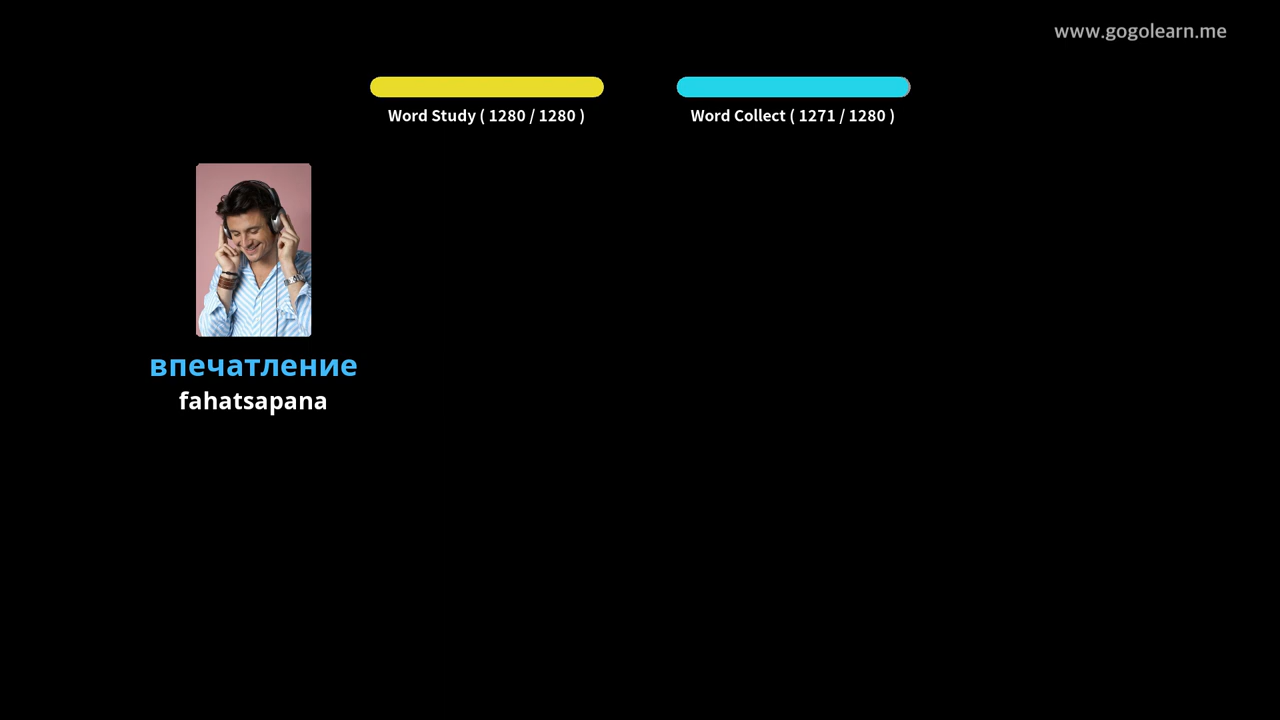 www.gogolearn.me
Word Study ( 1280 / 1280 )
Word Collect ( 1271 / 1280 )
впечатление
fahatsapana